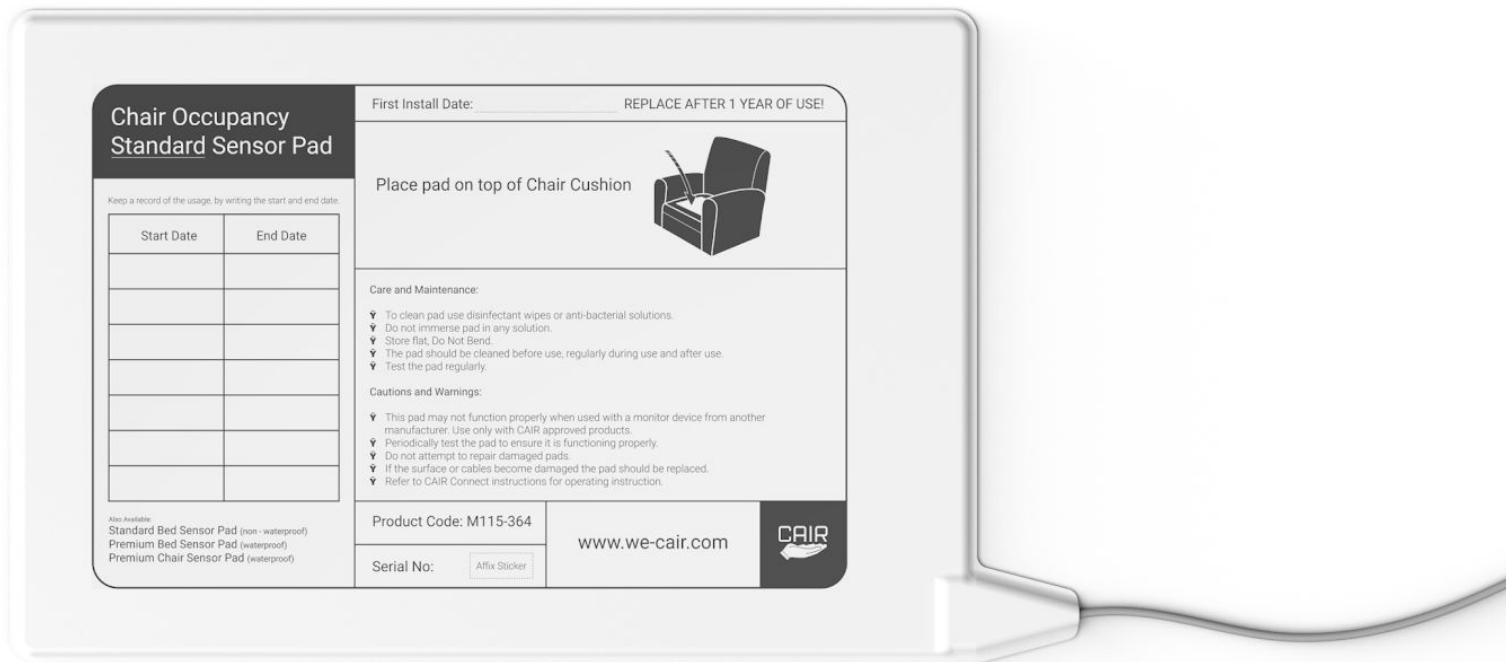 Chair Occupancy
Standard Sensor Pad
Keep a record of the usage, by writing the start and end date.
Start Date End Date
Also Available:
Standard Bed Sensor Pad (non - waterproof)
Premium Bed Sensor Pad (waterproof)
Premium Chair Sensor Pad (waterproof)
First Install Date: REPLACE AFTER 1 YEAR OF USE!
Place pad on top of Chair Cushion
Care and Maintenance:
Ÿ To clean pad use disinfectant wipes or anti-bacterial solutions.
Ÿ Do not immerse pad in any solution.
Ÿ Store flat, Do Not Bend.
Ÿ The pad should be cleaned before use, regularly during use and after use.
Ÿ Test the pad regularly.
Cautions and Warnings:
Ÿ This pad may not function properly when used with a monitor device from another
manufacturer. Use only with CAIR approved products.
Ÿ Periodically test the pad to ensure it is functioning properly.
Ÿ Do not attempt to repair damaged pads.
Ÿ If the surface or cables become damaged the pad should be replaced.
Ÿ Refer to CAIR Connect instructions for operating instruction.
Product Code: M115-364
Serial No: Affix Sticker
www.we-cair.com
CAIR